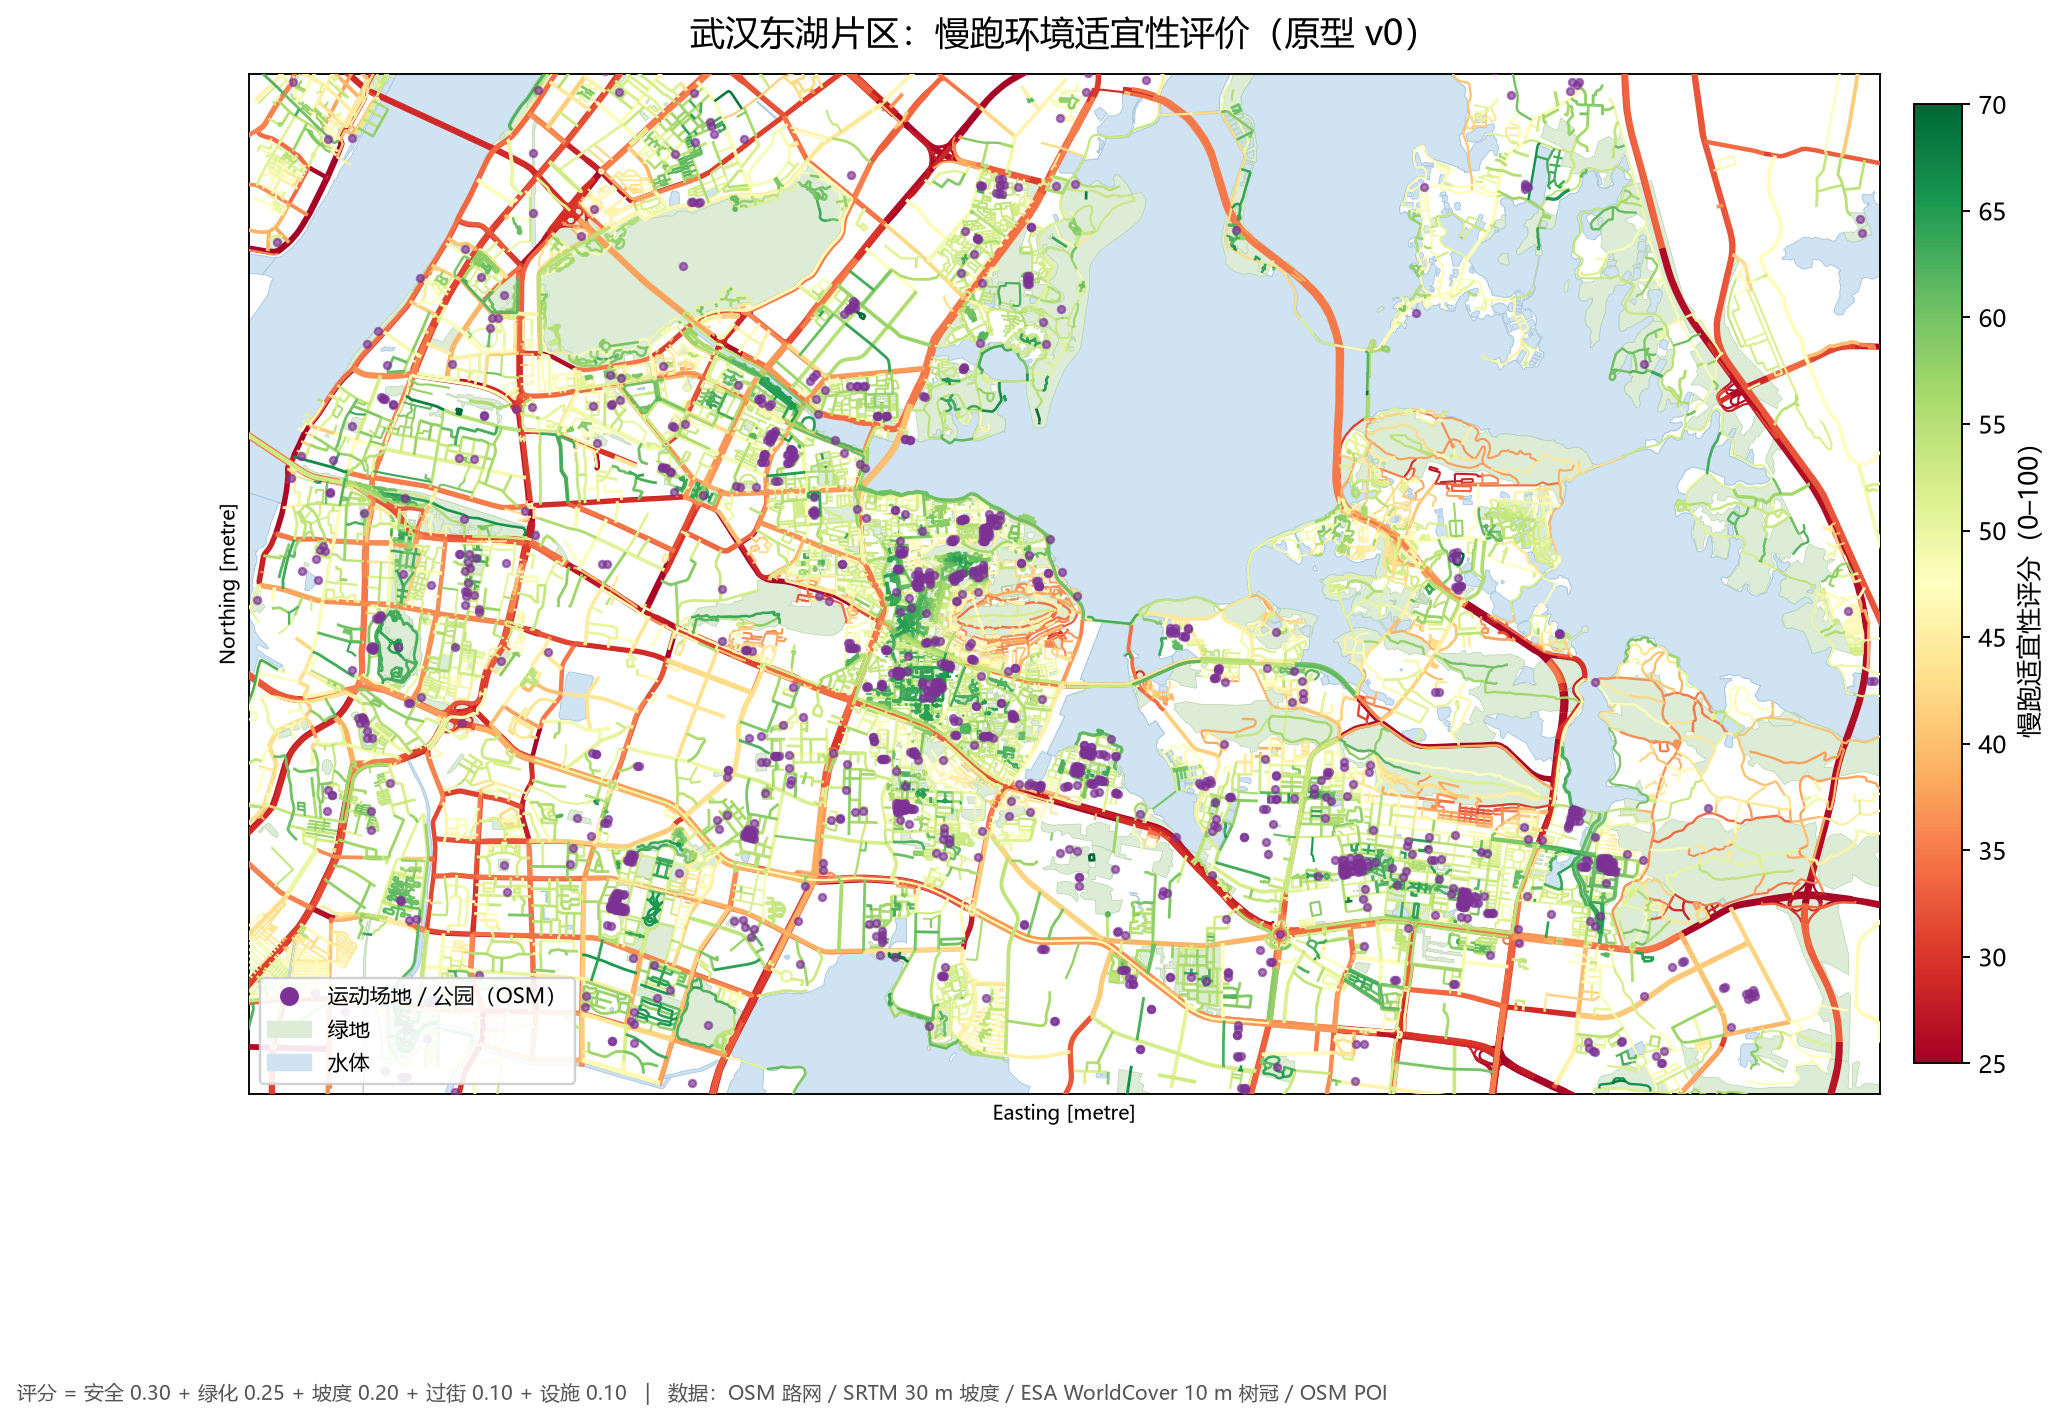 武汉东湖片区：慢跑环境适宜性评价（原型 v0）
Northing [metre]
Easting [metre]
运动场地 / 公园（OSM）
绿地
水体
70
65
60
55
50
45
40
35
30
25
慢跑适宜性评分（0–100）
评分 = 安全 0.30 + 绿化 0.25 + 坡度 0.20 + 过街 0.10 + 设施 0.10 | 数据：OSM 路网 / SRTM 30 m 坡度 / ESA WorldCover 10 m 树冠 / OSM POI